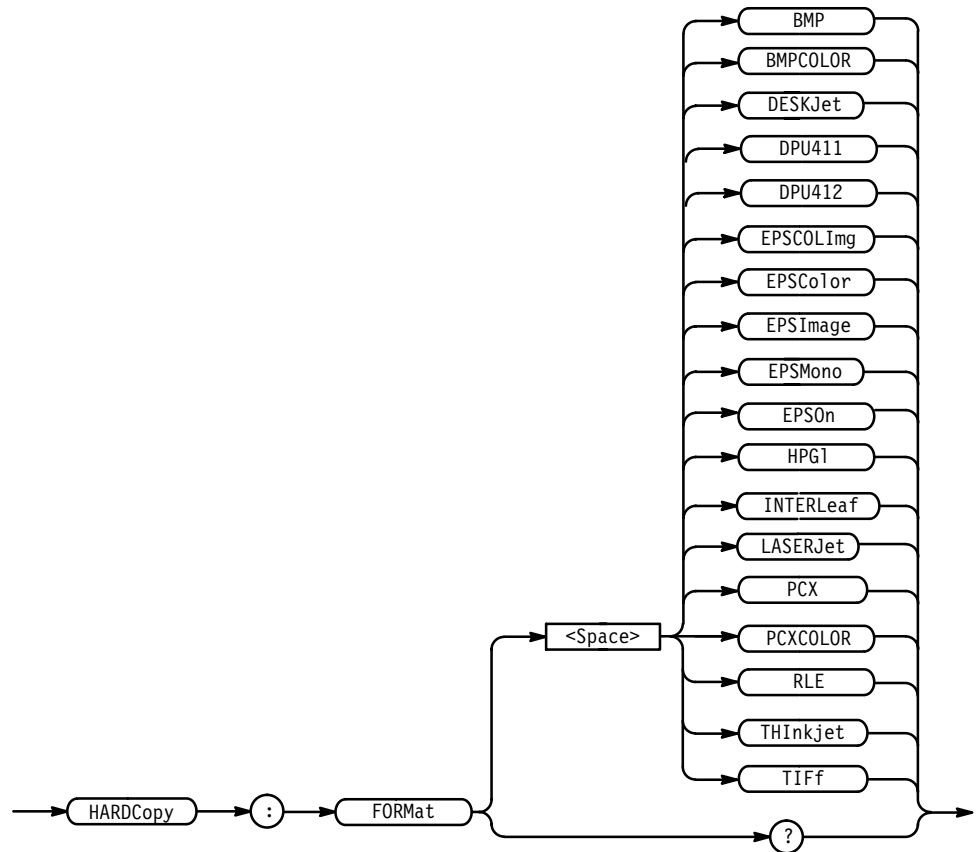 BMP
BMPCOLOR
DESKJet
DPU411
DPU412
EPSCOLImg
EPSColor
EPSImage
EPSMono
EPSOn
HPGl
INTERLeaf
LASERJet
PCX
<Space>
PCXCOLOR
RLE
THInkjet
TIFf
HARDCopy : FORMat
?